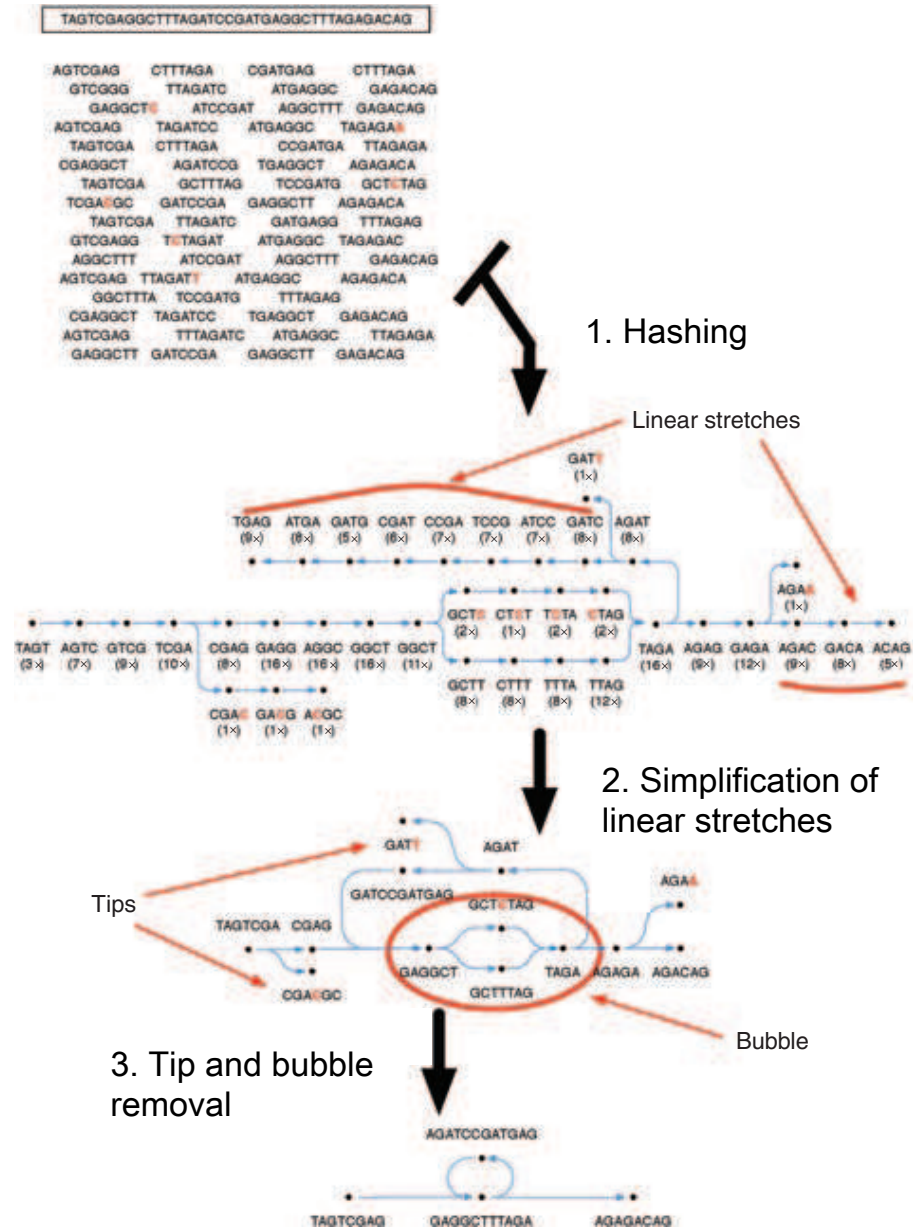 TAGTCGAGGCTTTAGATCCGATGAGGCTTTAGAGACAG
AGTCGAG CTTTAGA CGATGAG CTTTAGA
GTCGGG TTAGATC ATGAGGC GAGACAG
GAGGCTC ATCCGAT AGGCTTT GAGACAG
AGTCGAG TAGATCC ATGAGGC TAGAGAA
TAGTCGA CTTTAGA CCGATGA TTAGAGA
CGAGGCT AGATCCG TGAGGCT AGAGACA
TAGTCGA GCTTTAG TCCGATG GCTCTAG
TCGACGC GATCCGA GAGGCTT AGAGACA
TAGTCGA TTAGATC GATGAGG TTTAGAG
GTCGAGG TCTAGAT ATGAGGC TAGAGAC
AGGCTTT ATCCGAT AGGCTTT GAGACAG
AGTCGAG TTAGATT ATGAGGC AGAGACA
GGCTTTA TCCGATG TTTAGAG
CGAGGCT TAGATCC TGAGGCT GAGACAG
AGTCGAG TTTAGATC ATGAGGC TTAGAGA
GAGGCTT GATCCGA GAGGCTT GAGACAG
1. Hashing
Linear stretches
GATT
(1×)
TGAG ATGA GATG CGAT CCGA TCCG ATCC GATC AGAT
(9×) (8×) (5×) (6×) (7×) (7×) (7×) (8×) (8×)
AGAA
(1×)
GCTC CTCT TCTA CTAG
(2×) (1×) (2×) (2×)
TAGT AGTC GTCG TCGA CGAG GAGG AGGC GGCT GGCT TAGA AGAG GAGA AGAC GACA ACAG
(3×) (7×) (9×) (10×) (8×) (16×) (16×) (16×) (11×) (16×) (9×) (12×) (9×) (8×) (5×)
GCTT CTTT TTTA TTAG
(8×) (8×) (8×) (12×)
CGAC GACG ACGC
(1×) (1×) (1×)
2. Simplification of
linear stretches
GATT AGAT
AGAA
Tips
GATCCGATGAG
GCTCTAG
TAGTCGA CGAG
GAGGCT TAGA AGAGA AGACAG
CGACGC
GCTTTAG
Bubble
3. Tip and bubble
removal
AGATCCGATGAG
TAGTCGAG GAGGCTTTAGA AGAGACAG